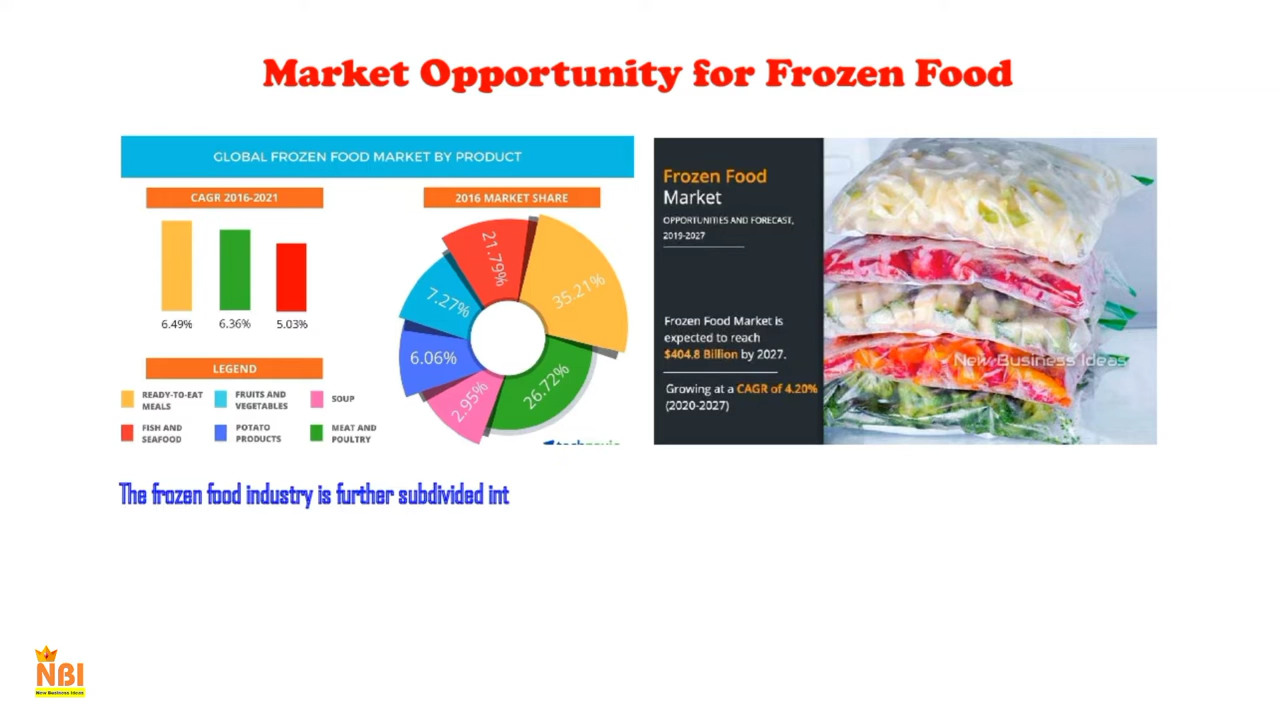 Market Opportunity for Frozen Food
GLOBAL FROZEN FOOD MARKET BY PRODUCT
CAGR 2016-2021
6.49%
6.36%
5.03%
LEGEND
READY-TO-EAT
MEALS
FRUITS AND
VEGETABLES
SOUP
FISH AND
SEAFOOD
POTATO
PRODUCTS
MEAT AND
POULTRY
2016 MARKET SHARE
21.79%
35.21%
7.27%
6.06%
2.95%
26.72%
Frozen Food
Market
OPPORTUNITIES AND FORECAST,
2019-2027
Frozen Food Market is
expected to reach
$404.8 Billion by 2027.
Growing at a CAGR of 4.20%
(2020-2027)
New Business Ideas
The frozen food industry is further subdivided int
NBI
New Business Ideas